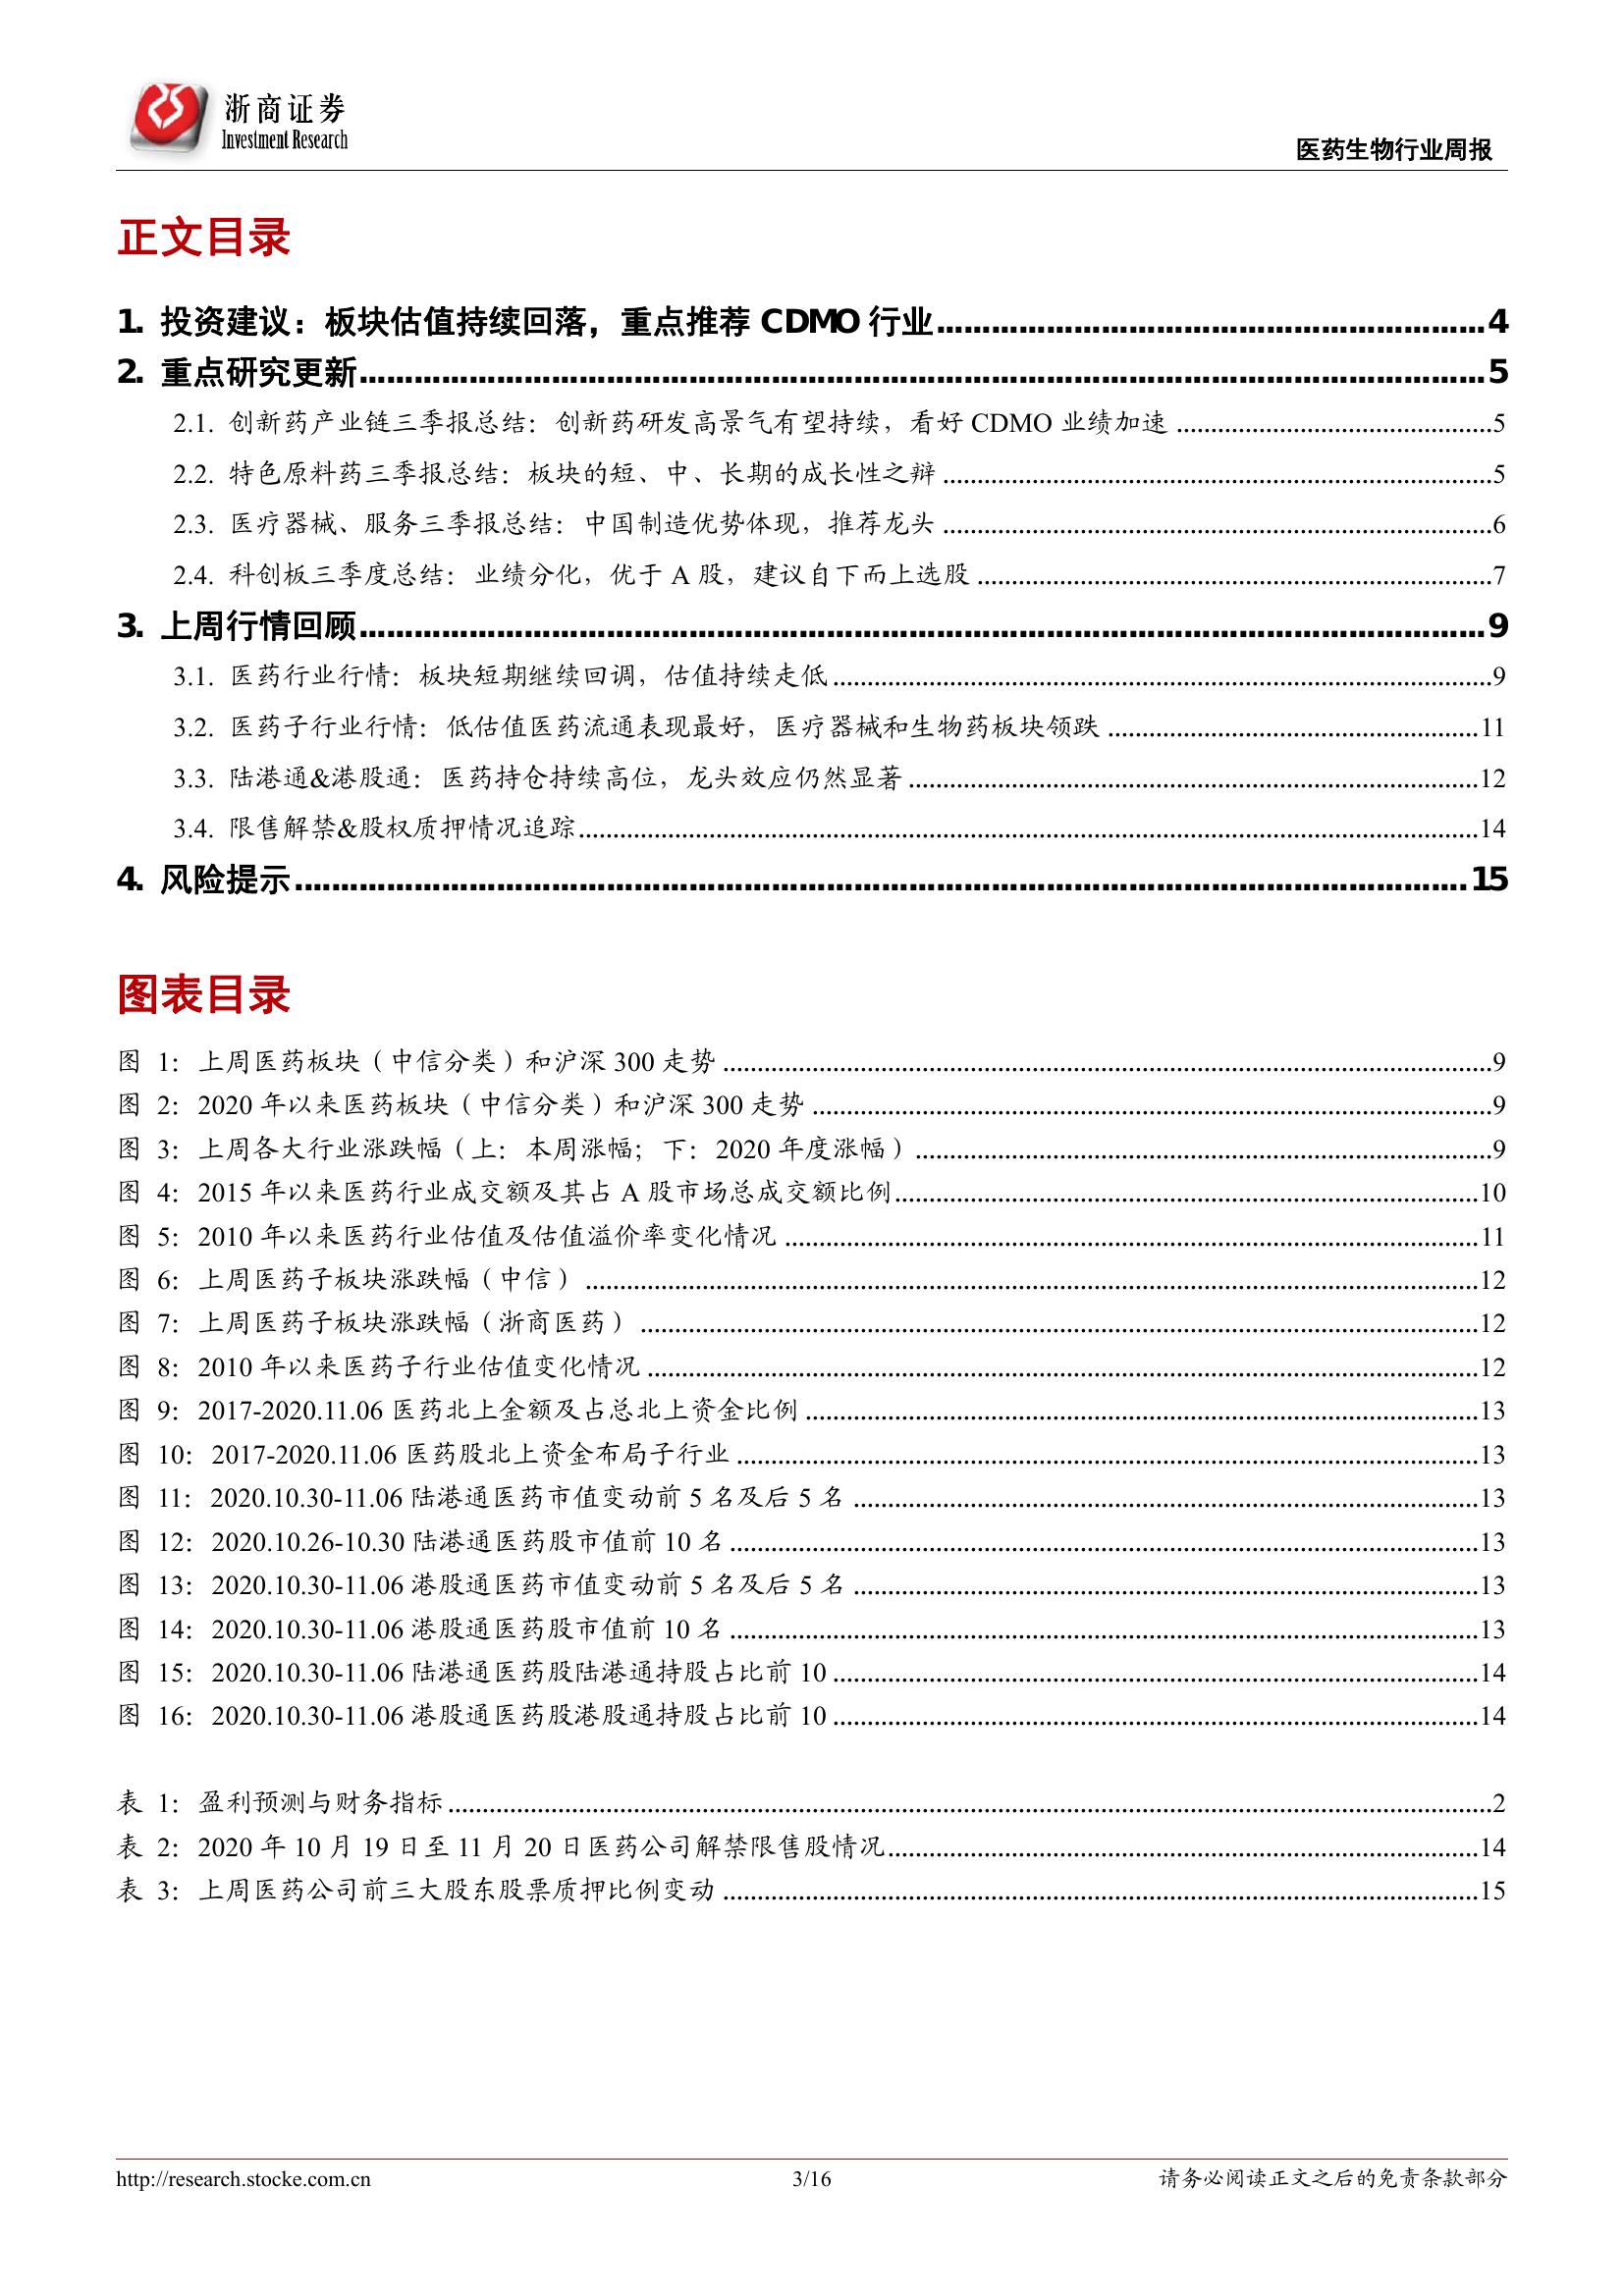 浙商证券
Investment Research
医药生物行业周报
正文目录
1. 投资建议：板块估值持续回落，重点推荐 CDMO 行业 4
2. 重点研究更新 5
2.1. 创新药产业链三季报总结：创新药研发高景气有望持续，看好 CDMO 业绩加速 5
2.2. 特色原料药三季报总结：板块的短、中、长期的成长性之辩 5
2.3. 医疗器械、服务三季报总结：中国制造优势体现，推荐龙头 6
2.4. 科创板三季度总结：业绩分化，优于 A 股，建议自下而上选股 7
3. 上周行情回顾 9
3.1. 医药行业行情：板块短期继续回调，估值持续走低 9
3.2. 医药子行业行情：低估值医药流通表现最好，医疗器械和生物药板块领跌 11
3.3. 陆港通&港股通：医药持仓持续高位，龙头效应仍然显著 12
3.4. 限售解禁&股权质押情况追踪 14
4. 风险提示 15
图表目录
图 1：上周医药板块（中信分类）和沪深 300 走势 9
图 2：2020 年以来医药板块（中信分类）和沪深 300 走势 9
图 3：上周各大行业涨跌幅（上：本周涨幅；下：2020 年度涨幅） 9
图 4：2015 年以来医药行业成交额及其占 A 股市场总成交额比例 10
图 5：2010 年以来医药行业估值及估值溢价率变化情况 11
图 6：上周医药子板块涨跌幅（中信） 12
图 7：上周医药子板块涨跌幅（浙商医药） 12
图 8：2010 年以来医药子行业估值变化情况 12
图 9：2017-2020.11.06 医药北上金额及占总北上资金比例 13
图 10：2017-2020.11.06 医药股北上资金布局子行业 13
图 11：2020.10.30-11.06 陆港通医药市值变动前 5 名及后 5 名 13
图 12：2020.10.26-10.30 陆港通医药股市值前 10 名 13
图 13：2020.10.30-11.06 港股通医药市值变动前 5 名及后 5 名 13
图 14：2020.10.30-11.06 港股通医药股市值前 10 名 13
图 15：2020.10.30-11.06 陆港通医药股陆港通持股占比前 10 14
图 16：2020.10.30-11.06 港股通医药股港股通持股占比前 10 14
表 1：盈利预测与财务指标 2
表 2：2020 年 10 月 19 日至 11 月 20 日医药公司解禁限售股情况 14
表 3：上周医药公司前三大股东股票质押比例变动 15
http://research.stocke.com.cn 3/16 请务必阅读正文之后的免责条款部分